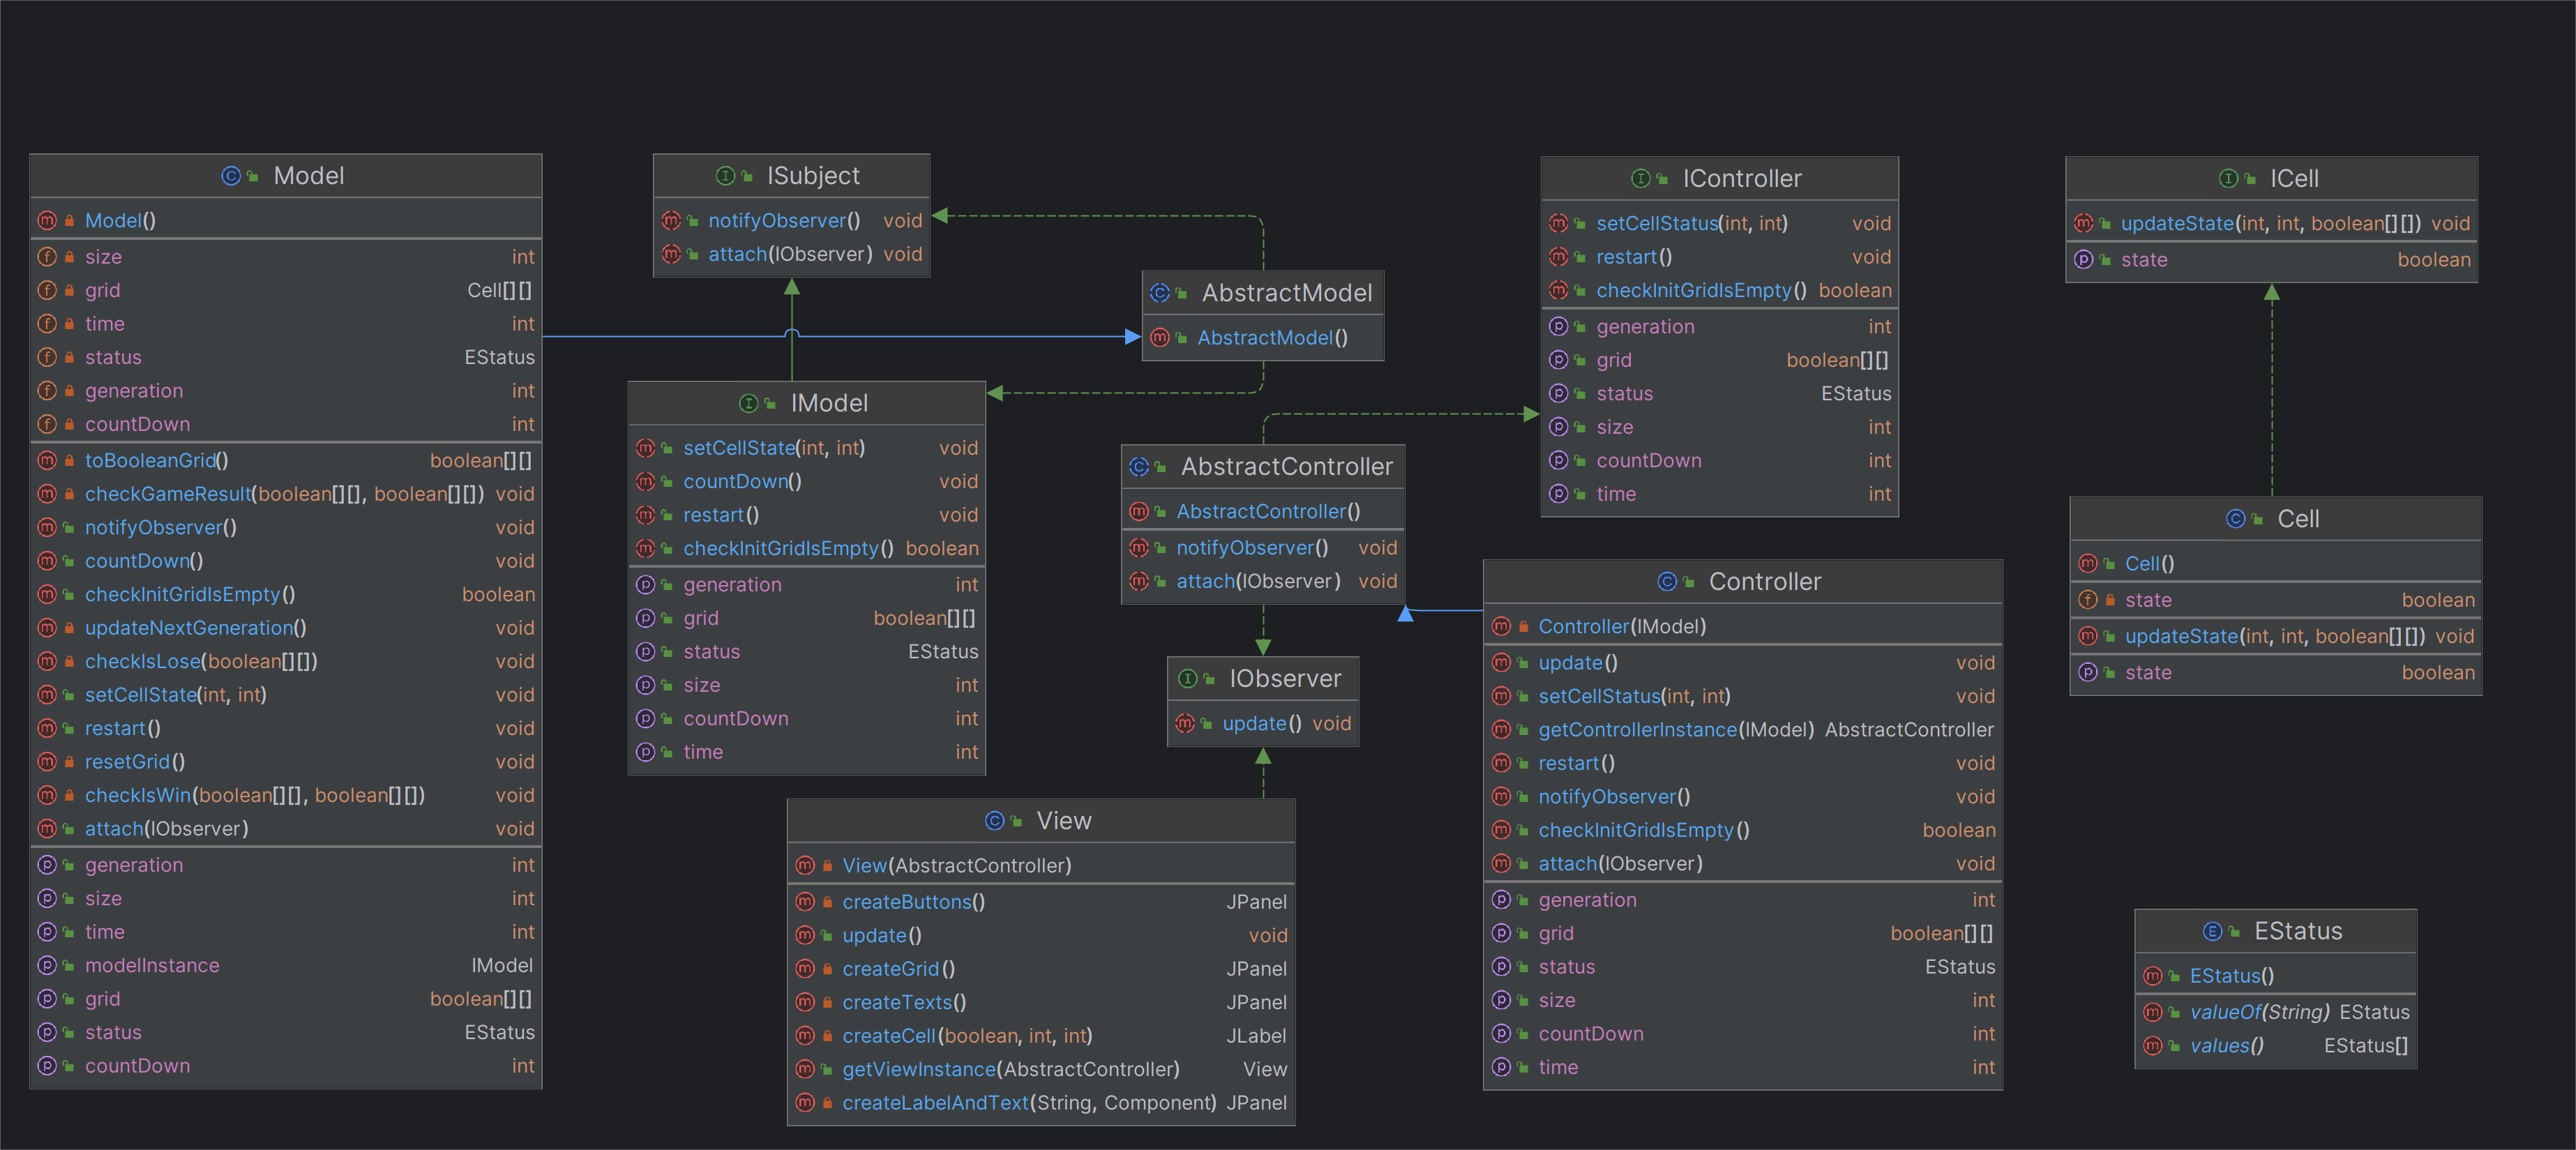 Model
Model()
size int
grid Cell[][]
time int
status EStatus
generation int
countDown int
toBooleanGrid() boolean[][]
checkGameResult(boolean[][], boolean[][]) void
notifyObserver() void
countDown() void
checkInitGridIsEmpty() boolean
updateNextGeneration() void
checkIsLose(boolean[][]) void
setCellState(int, int) void
restart() void
resetGrid() void
checkIsWin(boolean[][], boolean[][]) void
attach(IObserver) void
generation int
size int
time int
modelInstance IModel
grid boolean[][]
status EStatus
countDown int
ISubject
notifyObserver() void
attach(IObserver) void
IModel
setCellState(int, int) void
countDown() void
restart() void
checkInitGridIsEmpty() boolean
generation int
grid boolean[][]
status EStatus
size int
countDown int
time int
AbstractModel
AbstractModel()
AbstractController
AbstractController()
notifyObserver() void
attach(IObserver) void
IObserver
update() void
View
View(AbstractController)
createButtons() JPanel
update() void
createGrid() JPanel
createTexts() JPanel
createCell(boolean, int, int) JLabel
getViewInstance(AbstractController) View
createLabelAndText(String, Component) JPanel
IController
setCellStatus(int, int) void
restart() void
checkInitGridIsEmpty() boolean
generation int
grid boolean[][]
status EStatus
size int
countDown int
time int
Controller
Controller(IModel)
update() void
setCellStatus(int, int) void
getControllerInstance(IModel) AbstractController
restart() void
notifyObserver() void
checkInitGridIsEmpty() boolean
attach(IObserver) void
generation int
grid boolean[][]
status EStatus
size int
countDown int
time int
ICell
updateState(int, int, boolean[][]) void
state boolean
Cell
Cell()
state boolean
updateState(int, int, boolean[][]) void
state boolean
EStatus
EStatus()
valueOf(String) EStatus
values() EStatus[]